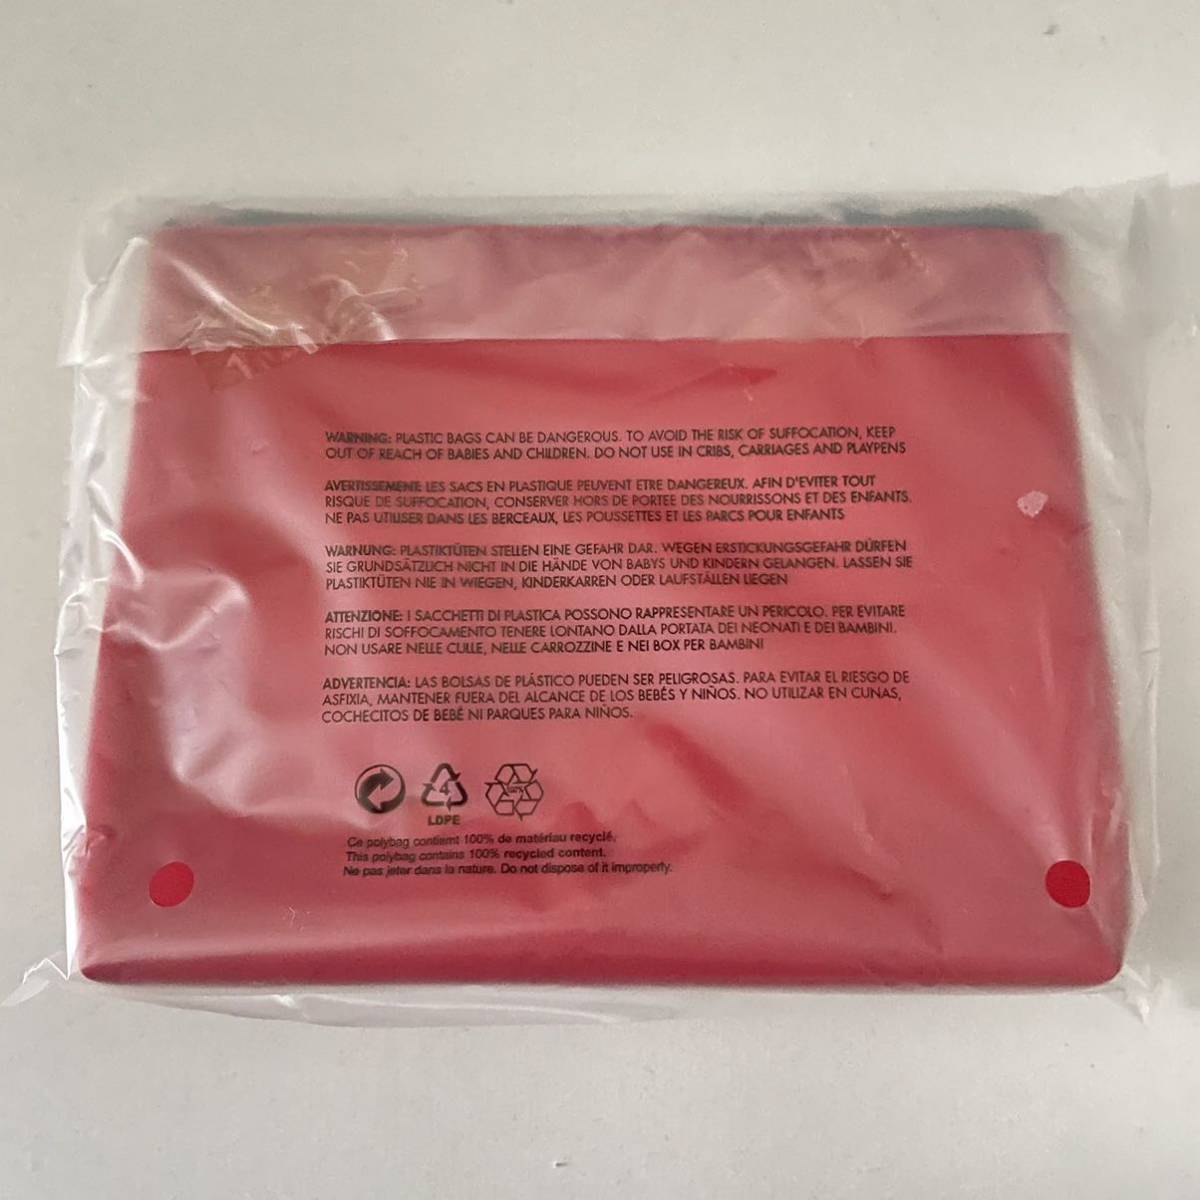 WARNING: PLASTIC BAGS CAN BE DANGEROUS. TO AVOID THE RISK OF SUFFOCATION, KEEP
OUT OF REACH OF BABIES AND CHILDREN. DO NOT USE IN CRIBS, CARRIAGES AND PLAYPENS
AVERTISSEMENE LES SACS EN PLASTIQUE PEUVENT ETRE DANGEREUX. AFIN D'EVITER TOUT
RISQUE DE SUFFOCATION, CONSERVER HORS DE PORTEE DES NOURRISSONS ET DES ENFANTS.
NE PAS UTILISER DANS LES BERCEAUX, LES POUSSETTES ET LES PARCS POUR ENFANTS
WARNUNG: PLASTIKTÜTEN STELLEN EINE GEFAHR DAR. WEGEN ERSTICKUNGSGEFAHR DÜRFEN
SIE GRUNDSÄTZLICH NICHT IN DIE HÄNDE VON BABYS UND KINDERN GELANGEN. LASSEN SIE
PLASTIKTÜTEN NIE IN WIEGEN, KINDERKARREN ODER LAUFSTÄLLEN LIEGEN
ATTENZIONE: I SACCHETTI DI PLASTICA POSSONO RAPPRESENTARE UN PERICOLO. PER EVITARE
RISCHI DI SOFFOCAMENTO TENERE LONTANO DALLA PORTATA DEI NEONATI E DEI BAMBINI.
NON USARE NELLE CULLE, NELLE CARROZZINE E NEI BOX PER BAMBINI
ADVERTENCIA: LAS BOLSAS DE PLÁSTICO PUEDEN SER PELIGROSAS. PARA EVITAR EL RIESGO DE
ASFIXIA, MANTENER FUERA DEL ALCANCE DE LOS BEBÉS Y NIÑOS. NO UTILIZAR EN CUNAS,
COCHECITOS DE BEBÉ NI PARQUES PARA NIÑOS.
4
LDPE
Ce polybag contient 100% de matériau recyclé.
This polybag contains 100% recycled content.
Ne pas jeter dans la nature. Do not dispose of it improperly.